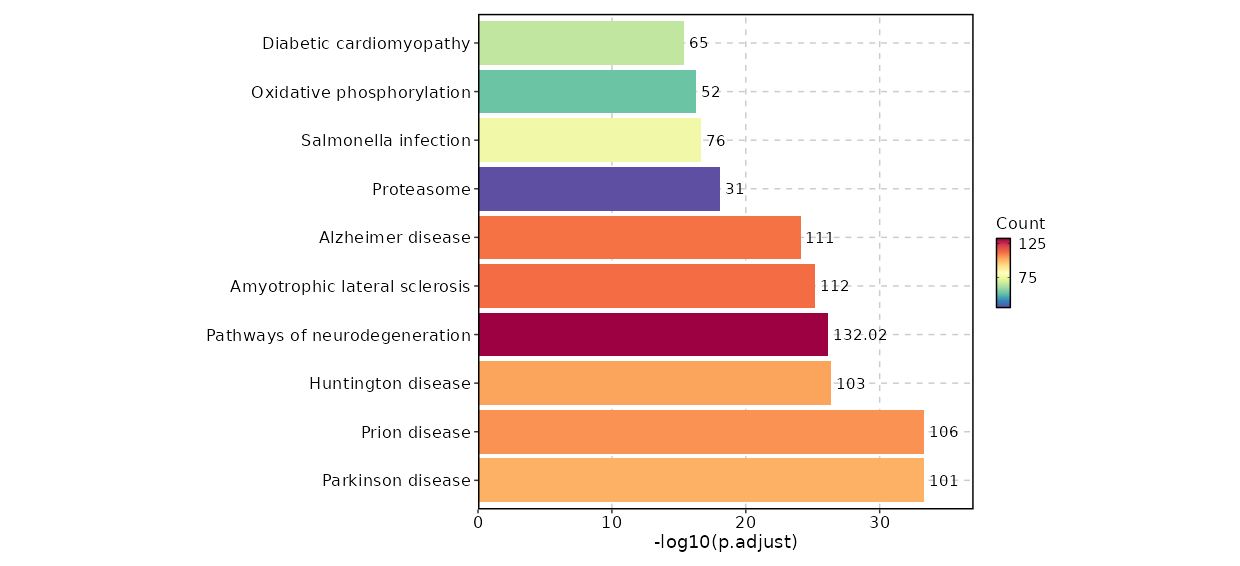 Diabetic cardiomyopathy 65
Oxidative phosphorylation 52
Salmonella infection 76
Proteasome 31
Alzheimer disease 111
Amyotrophic lateral sclerosis 112
Pathways of neurodegeneration 132.02
Huntington disease 103
Prion disease 106
Parkinson disease 101
0 10 20 30
-log10(p.adjust)
Count
125
75